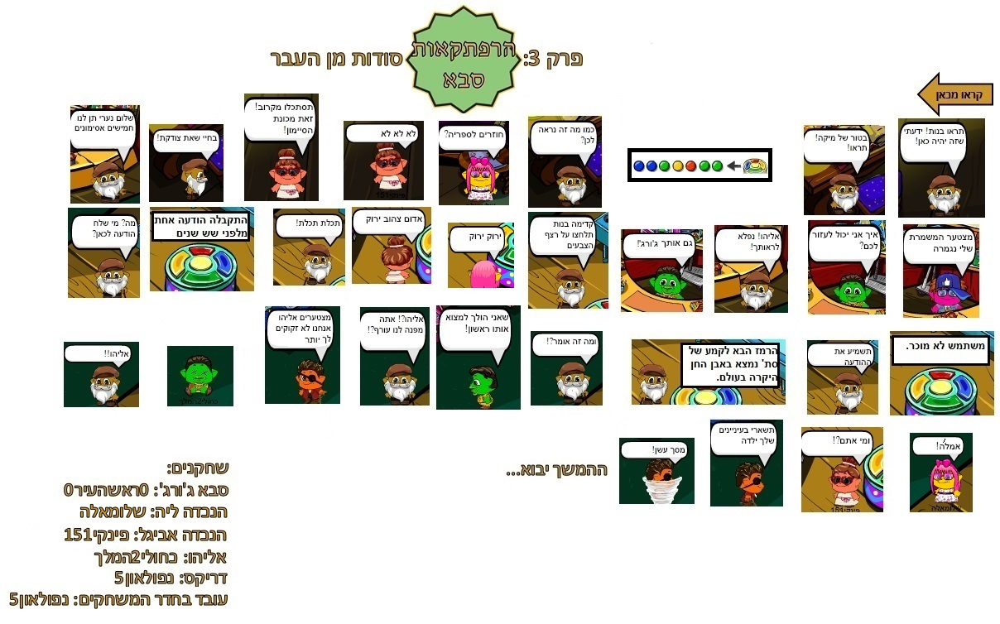 פרק 3:
הרפתקאות
סבא
סודות מן העבר
קראו מכאן
תראו בנות! ידעתי
שזה יהיה כאן!
בטור של מיקה!
תראו!
כמו מה זה נראה
לכן?
חוזרים לספריה?
לא לא לא
תסתכלו מקרוב!
זאת מכונת
הסיימון!
בחיי שאת צודקת!
שלום נערי תן לנו
חמישים אסימונים
מצטער המשמרת
שלי נגמרה
איך אני יכול לעזור
לכם?
אליהו! נפלא
לראותך!
גם אותך ג'ורג'!
קדימה בנות
תלחצו על רצף
הצבעים
ירוק ירוק
אדום צהוב ירוק
תכלת תכלת!
התקבלה הודעה אחת
מלפני שש שנים
מה? מי שלח
הודעה לכאן?
משתמש לא מוכר.
תשמיע את
ההודעה
הרמז הבא לקמע של
סת' נמצא באבן החן
היקרה בעולם.
ומה זה אומר?!
שאני הולך למצוא
אותו ראשון!
אליהו?! אתה
מפנה לנו עורף?!
מצטערים אליהו
אנחנו לא זקוקים
לך יותר
כחולי2המלך
אליהו!!
אמלה!
שלומאלה
ומי אתם?!
פינקי151
תשארי בעיניינים
שלך ילדה
מסך עשן!
ההמשך יבוא...
שחקנים:
סבא ג'ורג': 0ראשהעיר0
הנכדה ליה: שלומאלה
הנכדה אביגל: פינקי151
אליהו: כחולי2המלך
דריקס: נפולאון5
עובד בחדר המשחקים: נפולאון5